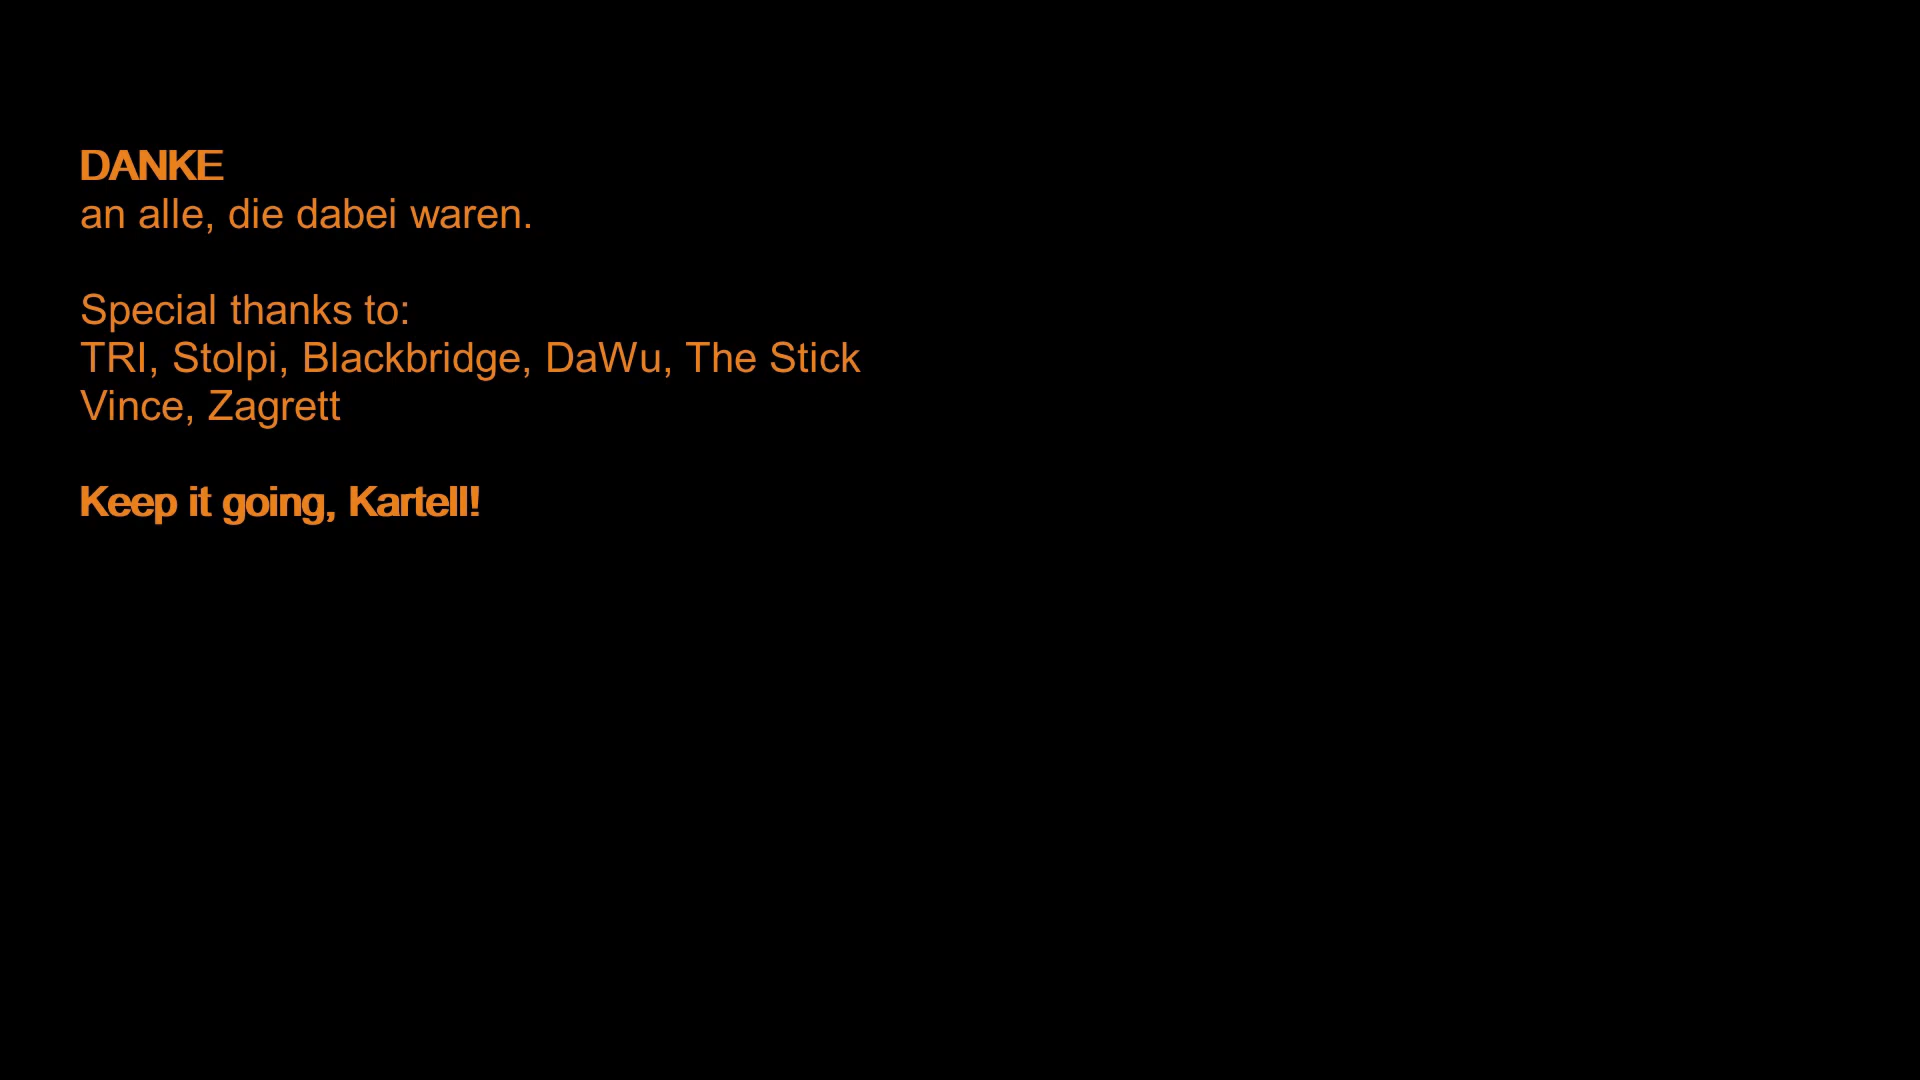 DANKE
an alle, die dabei waren.
Special thanks to:
TRI, Stolpi, Blackbridge, DaWu, The Stick
Vince, Zagrett
Keep it going, Kartell!